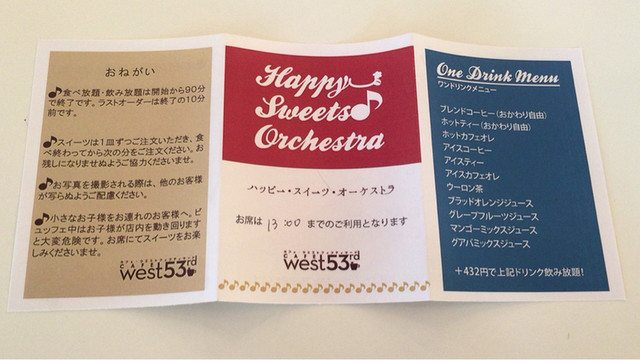 おねがい
♪食べ放題・飲み放題は開始から90分
で終了です。ラストオーダーは終了の10分
前です。
♪スイーツは1皿ずつご注文いただき、食
べ終わってから次の分をご注文ください。お
残しになりませぬようご協力くださいませ。
♪お写真を撮影される際は、他のお客様
が写らぬようご配慮ください。
♪小さなお子様をお連れのお客様へ。ビ
ュッフェ中はお子様が店内を動き回ります
と大変危険です。お席にてスイーツをお楽
しみくださいませ。
west53rd
Happy
Sweets
Orchestra
ハッピー・スイーツ・オーケストラ
お席は 13:00 までのご利用となります
west53rd
One Drink Menu
ワンドリンクメニュー
ブレンドコーヒー（おかわり自由）
ホットティー（おかわり自由）
ホットカフェオレ
アイスコーヒー
アイスティー
アイスカフェオレ
ウーロン茶
ブラッドオレンジジュース
グレープフルーツジュース
マンゴーミックスジュース
グアバミックスジュース
＋432円で上記ドリンク飲み放題！